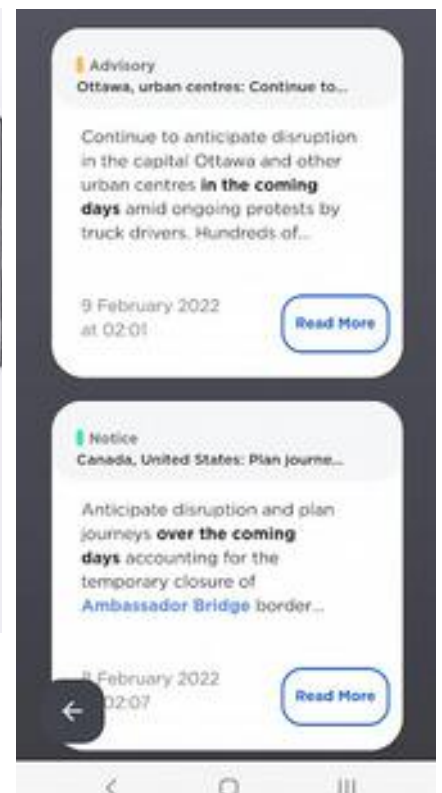 Advisory
Ottawa, urban centres: Continue to...
Continue to anticipate disruption
in the capital Ottawa and other
urban centres in the coming
days amid ongoing protests by
truck drivers. Hundreds of...
9 February 2022
at 02:01
Read More
Notice
Canada, United States: Plan journe...
Anticipate disruption and plan
journeys over the coming
days accounting for the
temporary closure of
Ambassador Bridge border...
8 February 2022
02:07
Read More